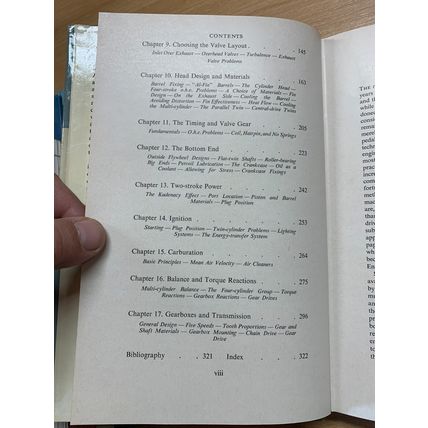 CONTENTS
Chapter 9. Choosing the Valve Layout . . . . 145
Inlet Over Exhaust — Overhead Valves — Turbulence — Exhaust
Valve Problems
Chapter 10. Head Design and Materials . . . . 163
Barrel Fixing — "Al-Fin" Barrels — The Cylinder Head —
Four-stroke o.h.c. Problems — A Choice of Materials — Fin
Design — On the Exhaust Side — Cooling the Barrel —
Avoiding Distortion — Fin Effectiveness — Heat Flow — Cooling
the Multi-cylinder — The Parallel Twin — Central-drive Twins
Chapter 11. The Timing and Valve Gear . . . . 205
Fundamentals — O.h.c. Problems — Coil, Hairpin, and No Springs
Chapter 12. The Bottom End . . . . 223
Outside Flywheel Designs — Flat-twin Shafts — Roller-bearing
Big Ends — Petroil Lubrication — The Crankcase — Oil as a
Coolant — Allowing for Stress — Crankcase Fixings
Chapter 13. Two-stroke Power . . . . 242
The Kadenacy Effect — Port Location — Piston and Barrel
Materials — Plug Position
Chapter 14. Ignition . . . . 253
Starting — Plug Position — Twin-cylinder Problems — Lighting
Systems — The Energy-transfer System
Chapter 15. Carburation . . . . 264
Basic Principles — Mean Air Velocity — Air Cleaners
Chapter 16. Balance and Torque Reactions . . . . 275
Multi-cylinder Balance — The Four-cylinder Group — Torque
Reactions — Gearbox Reactions — Gear Drives
Chapter 17. Gearboxes and Transmission . . . . 296
General Design — Five Speeds — Tooth Proportions — Gear and
Shaft Materials — Gearbox Mounting — Chain Drive — Gear
Drive
Bibliography . . 321 Index . . . 322
viii